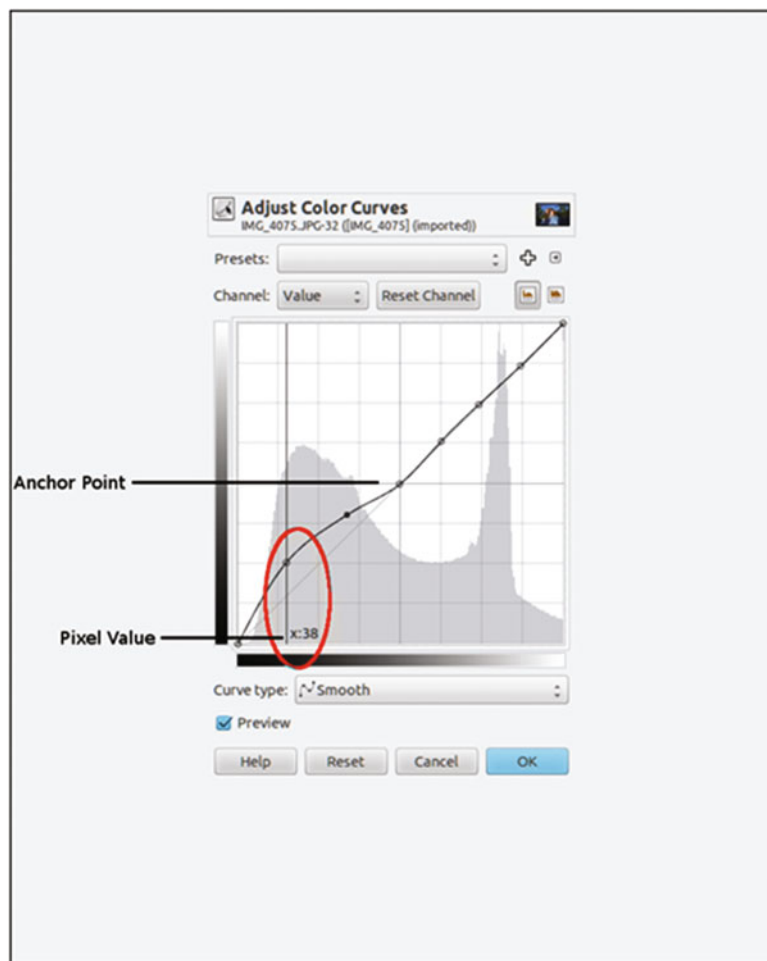 Adjust Color Curves
IMG_4075.JPG-32 ([IMG_4075] (imported))
Presets:
Channel: Value Reset Channel
Anchor Point
Pixel Value
x:38
Curve type: Smooth
Preview
Help Reset Cancel OK